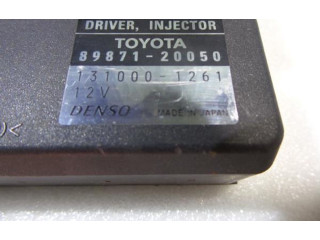 DRIVER, INJECTOR
TOYOTA
89871-20050
131000-1261
12V
DENSO MADE IN JAPAN
)<